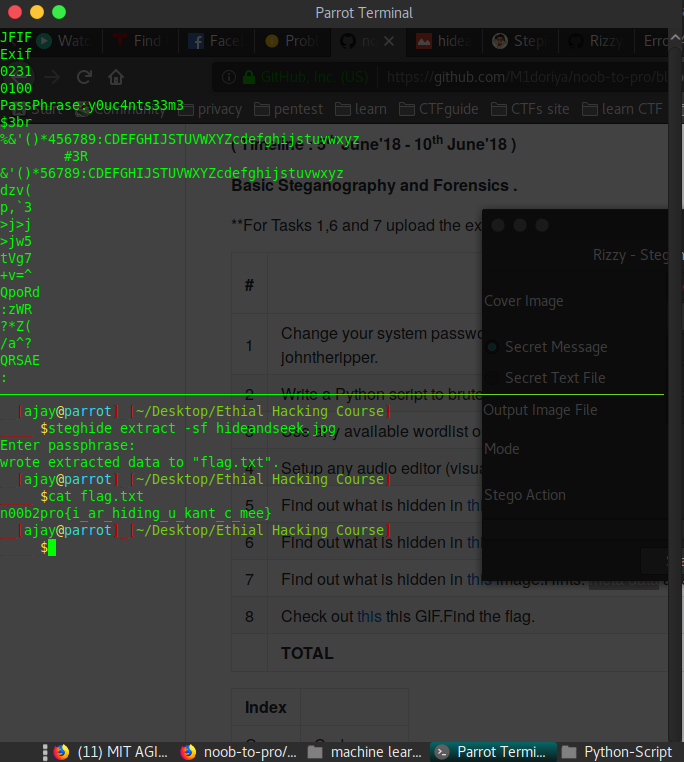 Parrot Terminal
Watc
Find
Face
Prob
no
hide
Step
Rizzy
Erro
GitHub, Inc. (US)
https://github.com/M1doriya/noob-to-pro/bl
Start
Community
privacy
pentest
learn
CTFguide
CTFs site
learn CTF
JFIF
Exif
0231
0100
PassPhrase:y0uc4nts33m3
$3br
%&'()*456789:CDEFGHIJSTUVWXYZcdefghijstuvwxyz
#3R
&'()*56789:CDEFGHIJSTUVWXYZcdefghijstuvwxyz
dzv(
p,`3
>j>j
>jw5
tVg7
+v=^
QpoRd
:zWR
?*Z(
/a^?
QRSAE
:
[ajay@parrot]─[~/Desktop/Ethial Hacking Course]
$steghide extract -sf hideandseek.jpg
Enter passphrase:
wrote extracted data to "flag.txt".
[ajay@parrot]─[~/Desktop/Ethial Hacking Course]
$cat flag.txt
n00b2pro{i_ar_hiding_u_kant_c_mee}
[ajay@parrot]─[~/Desktop/Ethial Hacking Course]
$
( Timeline : 5th June'18 - 10th June'18 )
Basic Steganography and Forensics .
**For Tasks 1,6 and 7 upload the ex
#
1 Change your system passwo
johntheripper.
2 Write a Python script to brute
3 Use any available wordlist o
4 Setup any audio editor (visua
5 Find out what is hidden in this
6 Find out what is hidden in this
7 Find out what is hidden in this image.Hints:
8 Check out this this GIF.Find the flag.
TOTAL
Index
Rizzy - Steg
Cover Image
Secret Message
Secret Text File
Output Image File
Mode
Stego Action
(11) MIT AGI...
noob-to-pro/...
machine lear...
Parrot Termi...
Python-Script